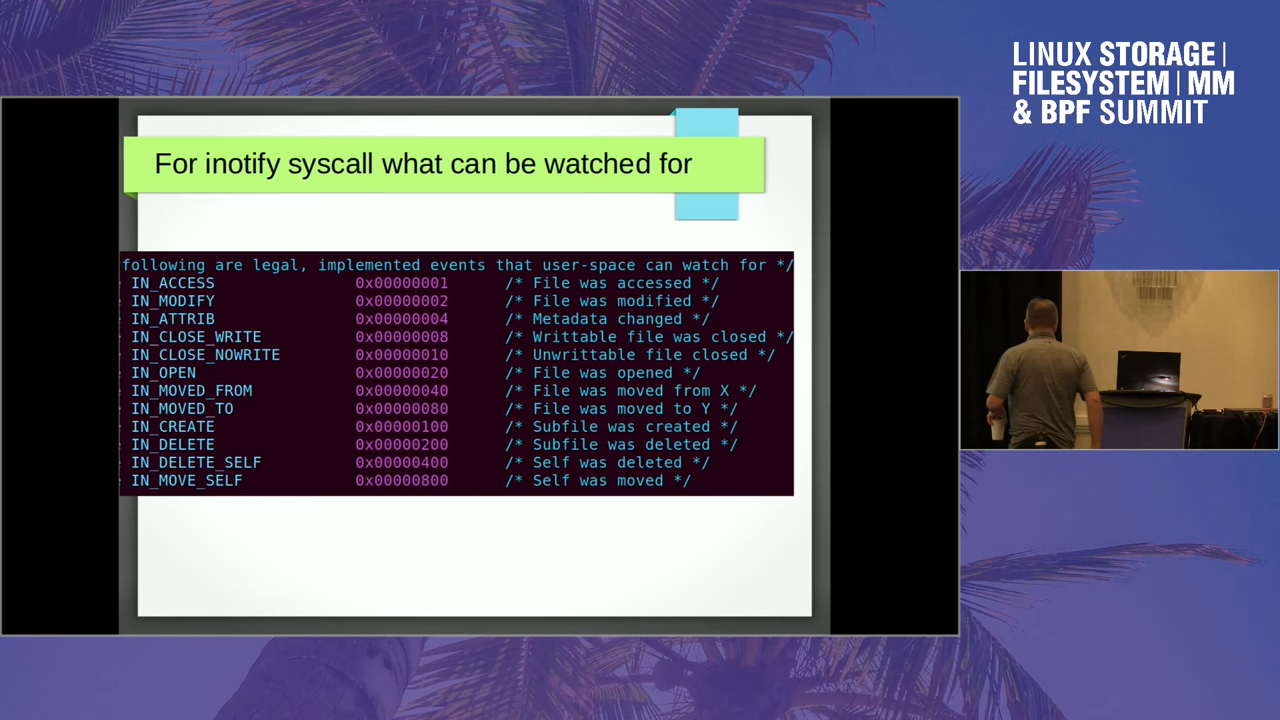 LINUX STORAGE |
FILESYSTEM | MM
& BPF SUMMIT
For inotify syscall what can be watched for
following are legal, implemented events that user-space can watch for */
IN_ACCESS 0x00000001 /* File was accessed */
IN_MODIFY 0x00000002 /* File was modified */
IN_ATTRIB 0x00000004 /* Metadata changed */
IN_CLOSE_WRITE 0x00000008 /* Writtable file was closed */
IN_CLOSE_NOWRITE 0x00000010 /* Unwrittable file closed */
IN_OPEN 0x00000020 /* File was opened */
IN_MOVED_FROM 0x00000040 /* File was moved from X */
IN_MOVED_TO 0x00000080 /* File was moved to Y */
IN_CREATE 0x00000100 /* Subfile was created */
IN_DELETE 0x00000200 /* Subfile was deleted */
IN_DELETE_SELF 0x00000400 /* Self was deleted */
IN_MOVE_SELF 0x00000800 /* Self was moved */